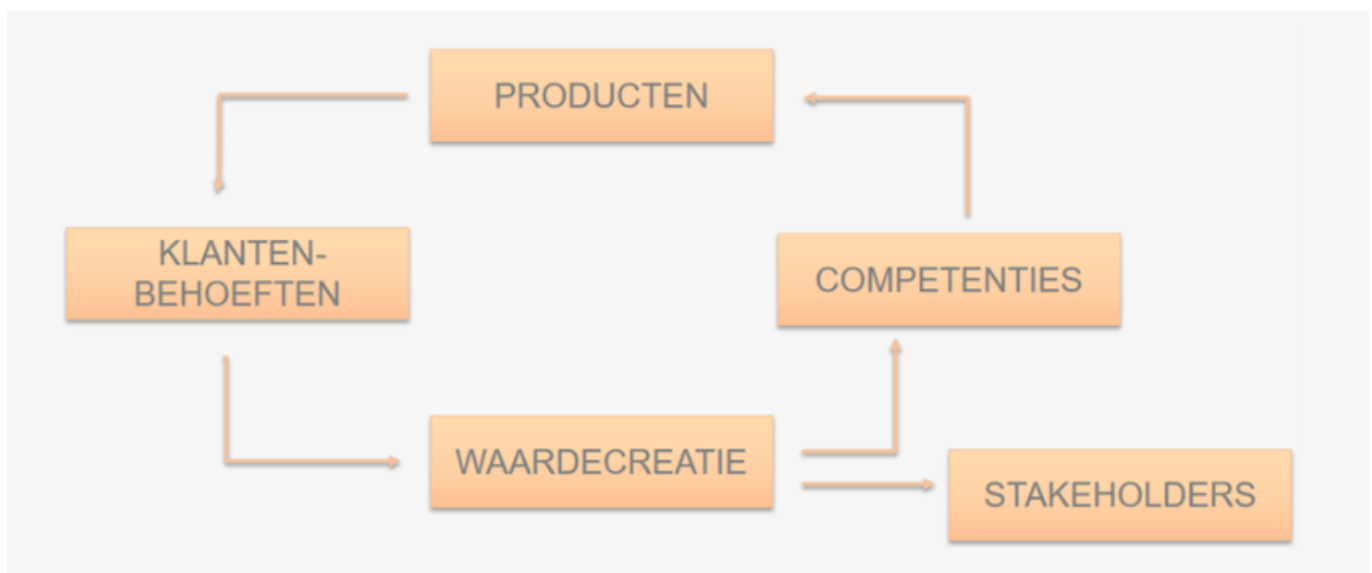 PRODUCTEN
KLANTEN-
BEHOEFTEN
COMPETENTIES
WAARDECREATIE
STAKEHOLDERS